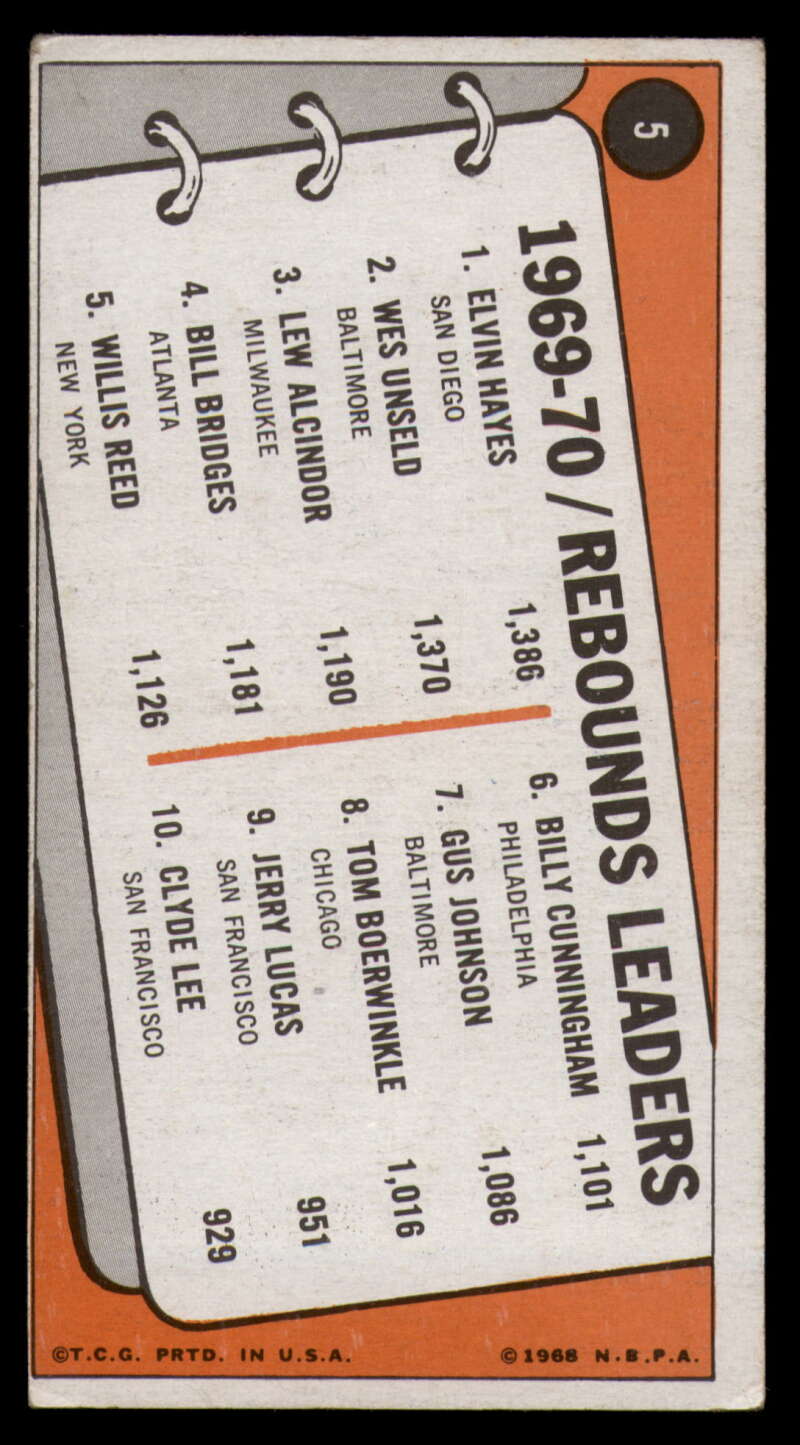 5
1969-70 / REBOUNDS LEADERS
1. ELVIN HAYES 1,386
SAN DIEGO
2. WES UNSELD 1,370
BALTIMORE
3. LEW ALCINDOR 1,190
MILWAUKEE
4. BILL BRIDGES 1,181
ATLANTA
5. WILLIS REED 1,126
NEW YORK
6. BILLY CUNNINGHAM 1,101
PHILADELPHIA
7. GUS JOHNSON 1,086
BALTIMORE
8. TOM BOERWINKLE 1,016
CHICAGO
9. JERRY LUCAS 951
SAN FRANCISCO
10. CLYDE LEE 929
SAN FRANCISCO
©T.C.G. PRTD. IN U.S.A.
© 1968 N.B.P.A.